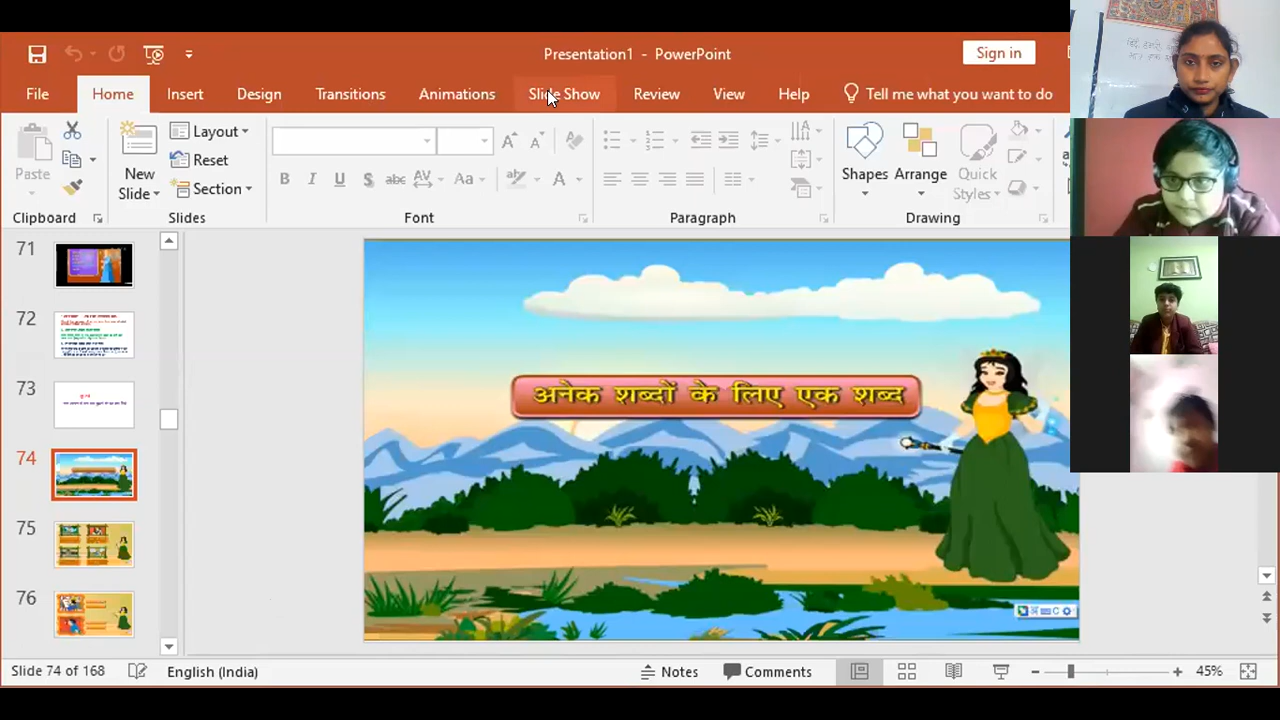 Presentation1 - PowerPoint
Sign in
File
Home
Insert
Design
Transitions
Animations
Slide Show
Review
View
Help
Tell me what you want to do
Paste
New
Slide
Layout
Reset
Section
Quick
Styles
Shapes
Arrange
Clipboard
Slides
Font
Paragraph
Drawing
71
72
73
74
75
76
अनेक शब्दों के लिए एक शब्द
Slide 74 of 168
English (India)
Notes
Comments
45%